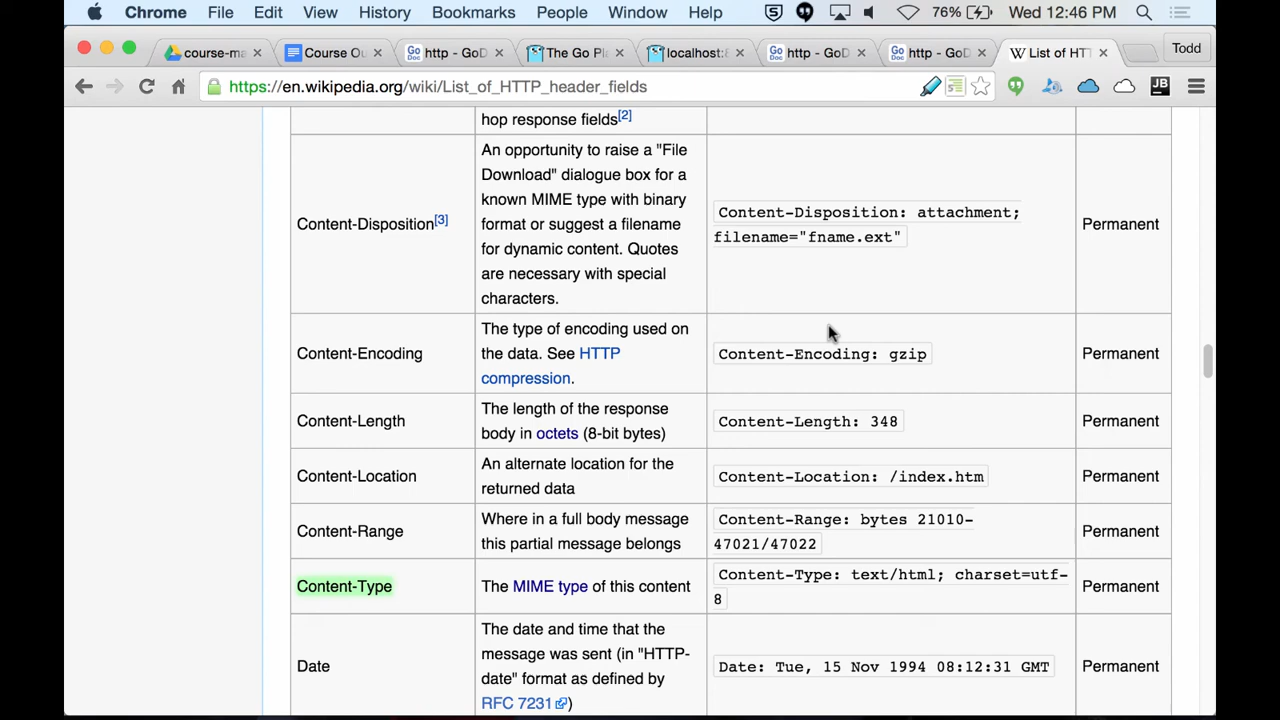 Chrome File Edit View History Bookmarks People Window Help 76% Wed 12:46 PM
course-ma Course Ou http - GoD The Go Pl localhost:8 http - GoD http - GoD List of HTT Todd
https://en.wikipedia.org/wiki/List_of_HTTP_header_fields
hop response fields[2]
Content-Disposition[3]
An opportunity to raise a "File
Download" dialogue box for a
known MIME type with binary
format or suggest a filename
for dynamic content. Quotes
are necessary with special
characters.
Content-Disposition: attachment;
filename="fname.ext"
Permanent
Content-Encoding
The type of encoding used on
the data. See HTTP
compression.
Content-Encoding: gzip
Permanent
Content-Length
The length of the response
body in octets (8-bit bytes)
Content-Length: 348
Permanent
Content-Location
An alternate location for the
returned data
Content-Location: /index.htm
Permanent
Content-Range
Where in a full body message
this partial message belongs
Content-Range: bytes 21010-
47021/47022
Permanent
Content-Type
The MIME type of this content
Content-Type: text/html; charset=utf-
8
Permanent
Date
The date and time that the
message was sent (in "HTTP-
date" format as defined by
RFC 7231)
Date: Tue, 15 Nov 1994 08:12:31 GMT
Permanent